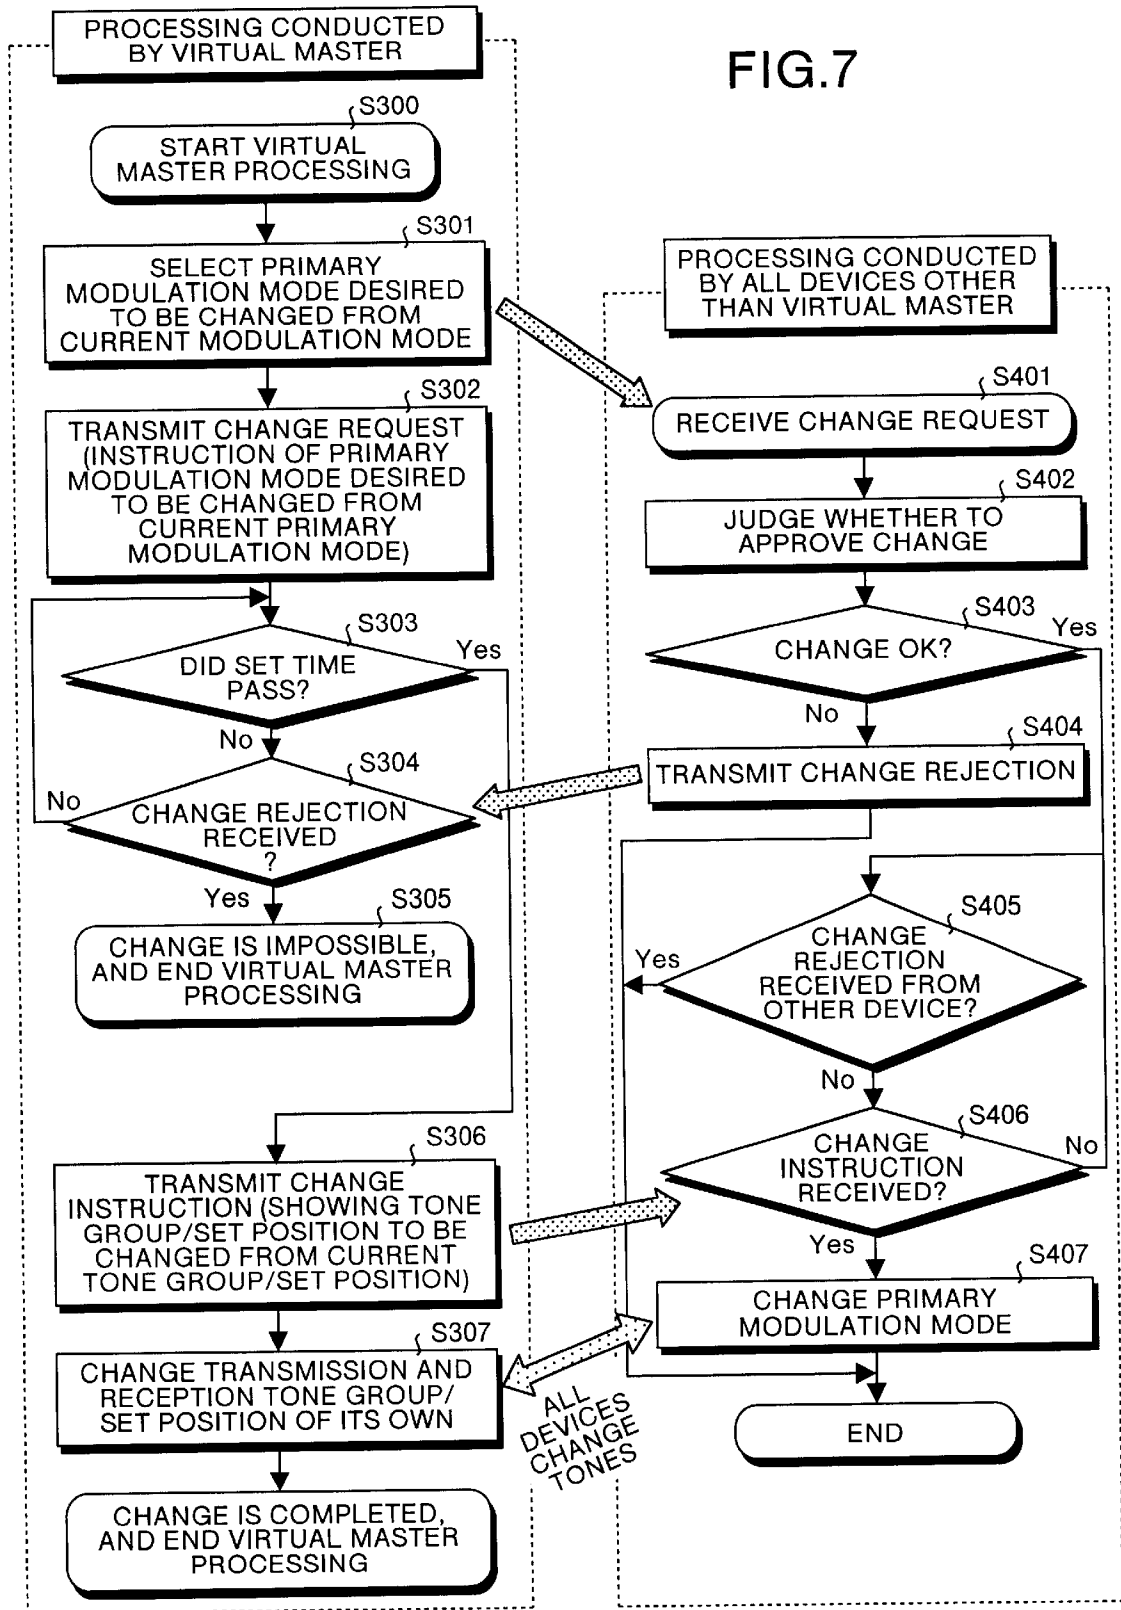 PROCESSING CONDUCTED
BY VIRTUAL MASTER
FIG.7
S300
START VIRTUAL
MASTER PROCESSING
S301
SELECT PRIMARY
MODULATION MODE DESIRED
TO BE CHANGED FROM
CURRENT MODULATION MODE
S302
TRANSMIT CHANGE REQUEST
(INSTRUCTION OF PRIMARY
MODULATION MODE DESIRED
TO BE CHANGED FROM
CURRENT PRIMARY
MODULATION MODE)
S303
DID SET TIME
PASS?
Yes
No
S304
CHANGE REJECTION
RECEIVED
?
No
Yes
S305
CHANGE IS IMPOSSIBLE,
AND END VIRTUAL MASTER
PROCESSING
S306
TRANSMIT CHANGE
INSTRUCTION (SHOWING TONE
GROUP/SET POSITION TO BE
CHANGED FROM CURRENT
TONE GROUP/SET POSITION)
S307
CHANGE TRANSMISSION AND
RECEPTION TONE GROUP/
SET POSITION OF ITS OWN
CHANGE IS COMPLETED,
AND END VIRTUAL MASTER
PROCESSING
ALL
DEVICES
CHANGE
TONES
PROCESSING CONDUCTED
BY ALL DEVICES OTHER
THAN VIRTUAL MASTER
S401
RECEIVE CHANGE REQUEST
S402
JUDGE WHETHER TO
APPROVE CHANGE
S403
CHANGE OK?
Yes
No
S404
TRANSMIT CHANGE REJECTION
S405
CHANGE
REJECTION
RECEIVED FROM
OTHER DEVICE?
Yes
No
S406
CHANGE
INSTRUCTION
RECEIVED?
No
Yes
S407
CHANGE PRIMARY
MODULATION MODE
END